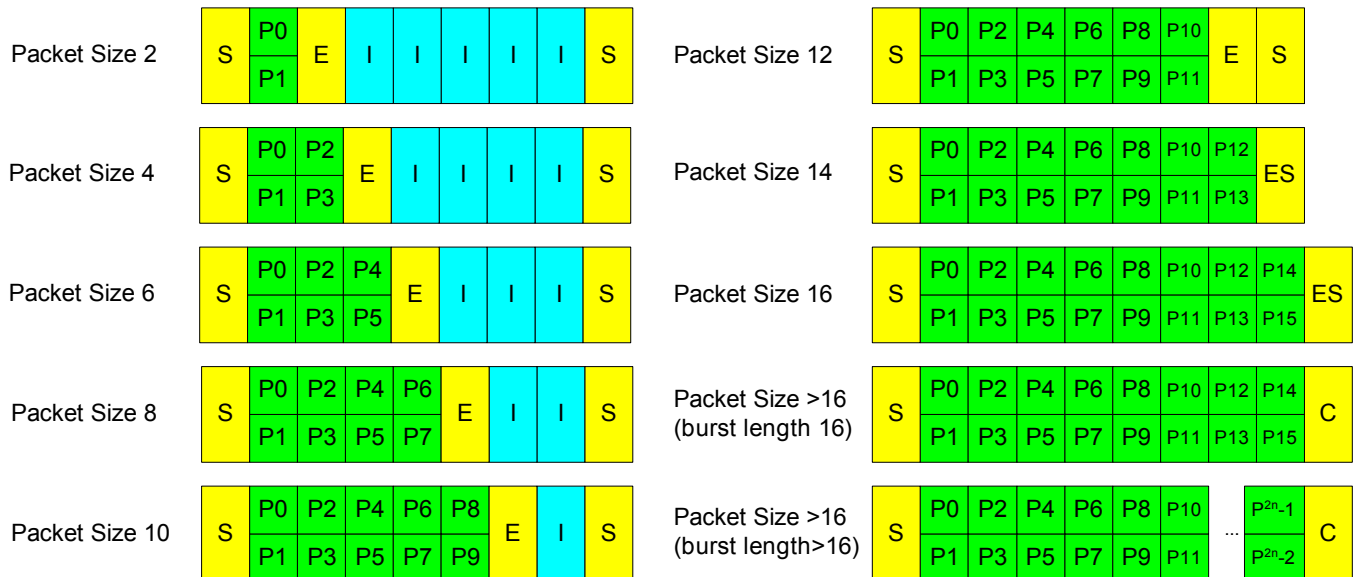 Packet Size 2
S P0 E I I I I I S
P1
Packet Size 4
S P0 P2 E I I I I S
P1 P3
Packet Size 6
S P0 P2 P4 E I I I S
P1 P3 P5
Packet Size 8
S P0 P2 P4 P6 E I I S
P1 P3 P5 P7
Packet Size 10
S P0 P2 P4 P6 P8 E I S
P1 P3 P5 P7 P9
Packet Size 12
S P0 P2 P4 P6 P8 P10 E S
P1 P3 P5 P7 P9 P11
Packet Size 14
S P0 P2 P4 P6 P8 P10 P12 ES
P1 P3 P5 P7 P9 P11 P13
Packet Size 16
S P0 P2 P4 P6 P8 P10 P12 P14 ES
P1 P3 P5 P7 P9 P11 P13 P15
Packet Size >16
(burst length 16)
S P0 P2 P4 P6 P8 P10 P12 P14 C
P1 P3 P5 P7 P9 P11 P13 P15
Packet Size >16
(burst length>16)
S P0 P2 P4 P6 P8 P10 ... P2n-1 C
P1 P3 P5 P7 P9 P11 P2n-2